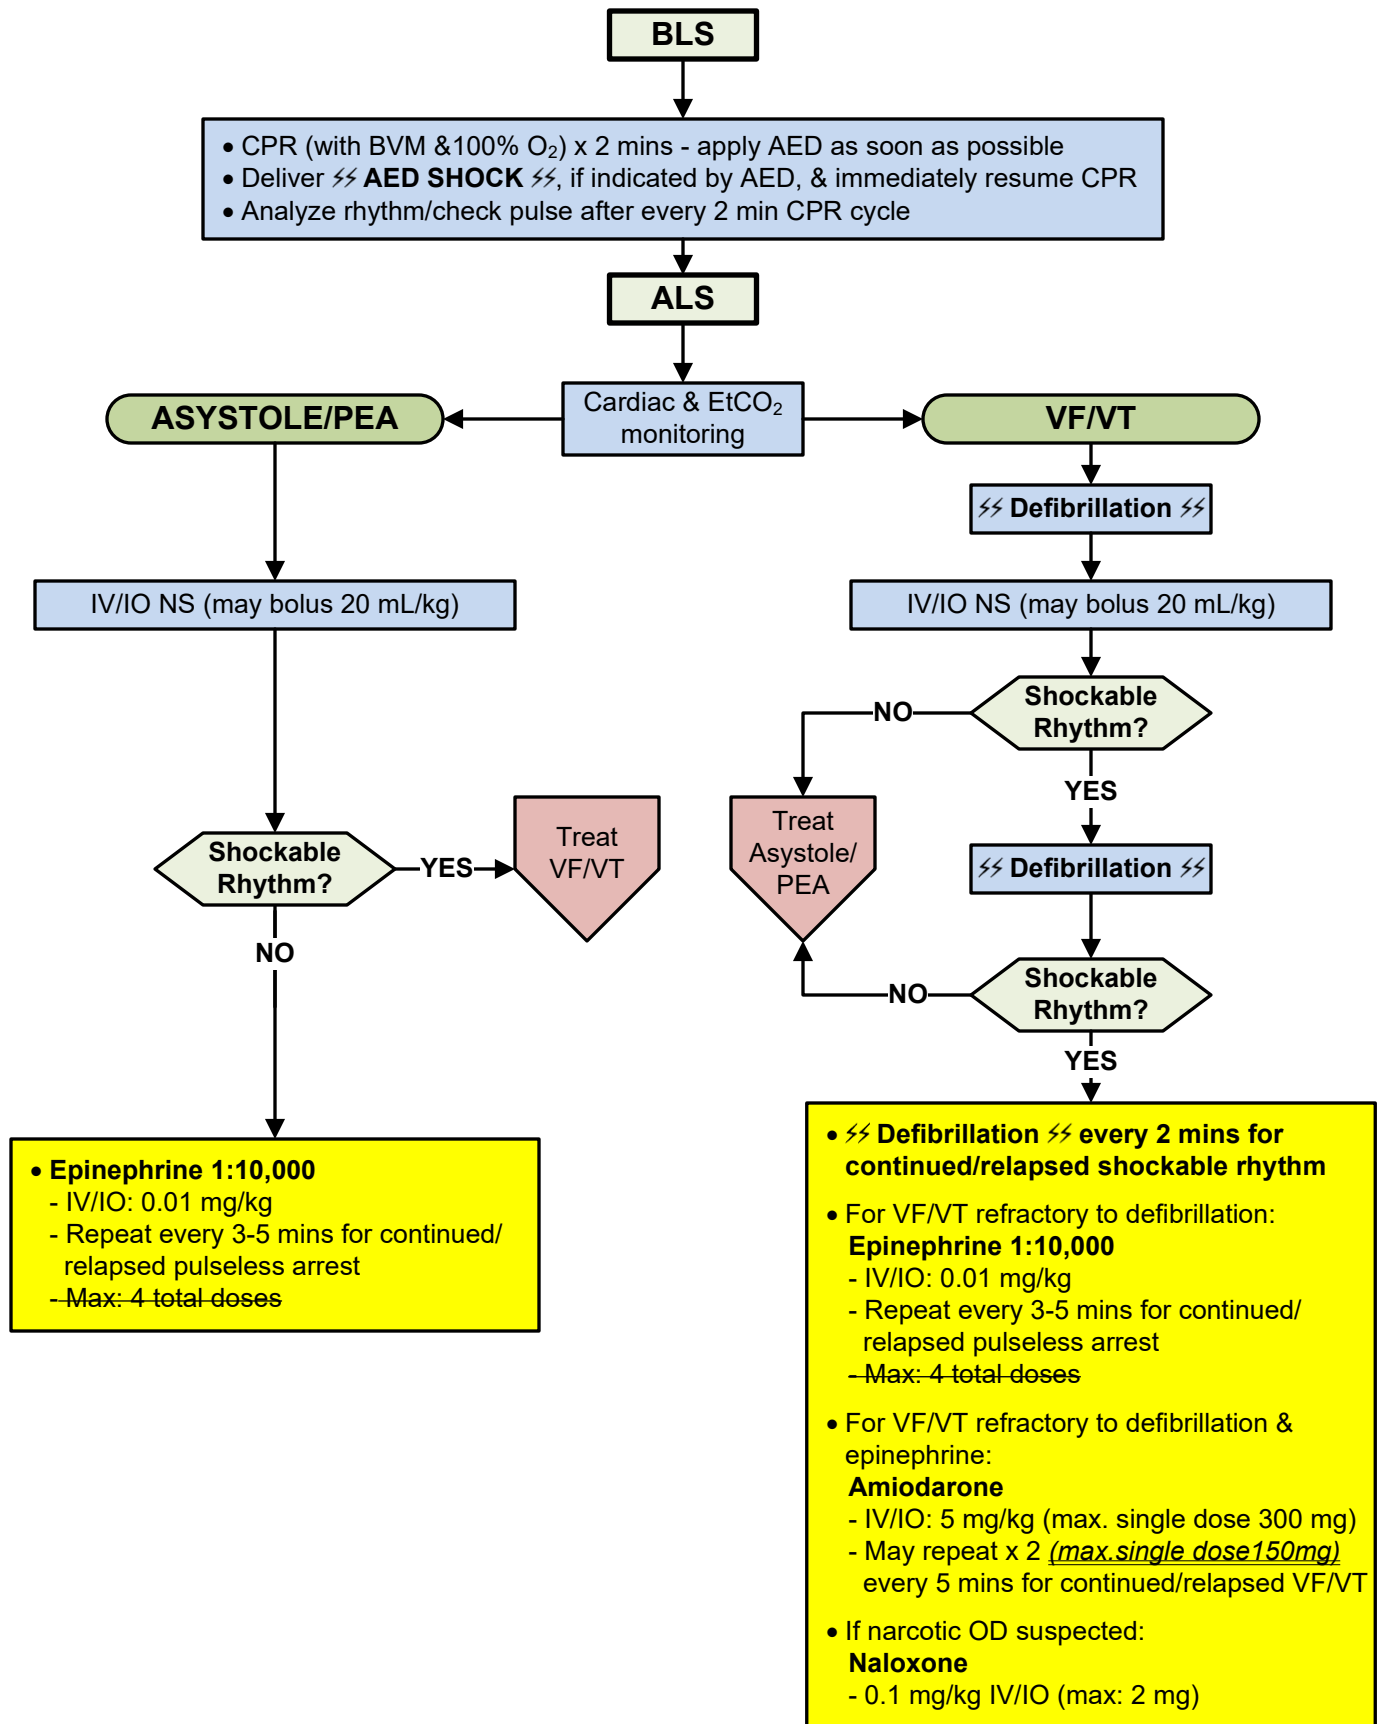 BLS
• CPR (with BVM &100% O₂) x 2 mins - apply AED as soon as possible
• Deliver ⚡⚡ AED SHOCK ⚡⚡, if indicated by AED, & immediately resume CPR
• Analyze rhythm/check pulse after every 2 min CPR cycle
ALS
Cardiac & EtCO₂
monitoring
ASYSTOLE/PEA
IV/IO NS (may bolus 20 mL/kg)
Shockable
Rhythm?
YES
Treat
VF/VT
NO
• Epinephrine 1:10,000
- IV/IO: 0.01 mg/kg
- Repeat every 3-5 mins for continued/
relapsed pulseless arrest
- Max: 4 total doses
VF/VT
⚡⚡ Defibrillation ⚡⚡
IV/IO NS (may bolus 20 mL/kg)
Shockable
Rhythm?
NO
Treat
Asystole/
PEA
YES
⚡⚡ Defibrillation ⚡⚡
Shockable
Rhythm?
NO
YES
• ⚡⚡ Defibrillation ⚡⚡ every 2 mins for
continued/relapsed shockable rhythm
• For VF/VT refractory to defibrillation:
Epinephrine 1:10,000
- IV/IO: 0.01 mg/kg
- Repeat every 3-5 mins for continued/
relapsed pulseless arrest
- Max: 4 total doses
• For VF/VT refractory to defibrillation &
epinephrine:
Amiodarone
- IV/IO: 5 mg/kg (max. single dose 300 mg)
- May repeat x 2 (max.single dose150mg)
every 5 mins for continued/relapsed VF/VT
• If narcotic OD suspected:
Naloxone
- 0.1 mg/kg IV/IO (max: 2 mg)